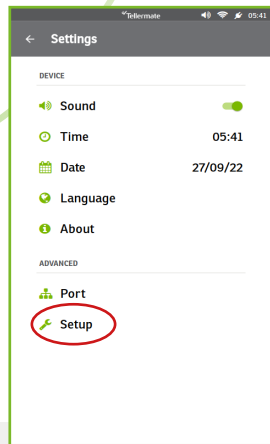 Tellermate 05:41
Settings
DEVICE
Sound
Time 05:41
Date 27/09/22
Language
About
ADVANCED
Port
Setup